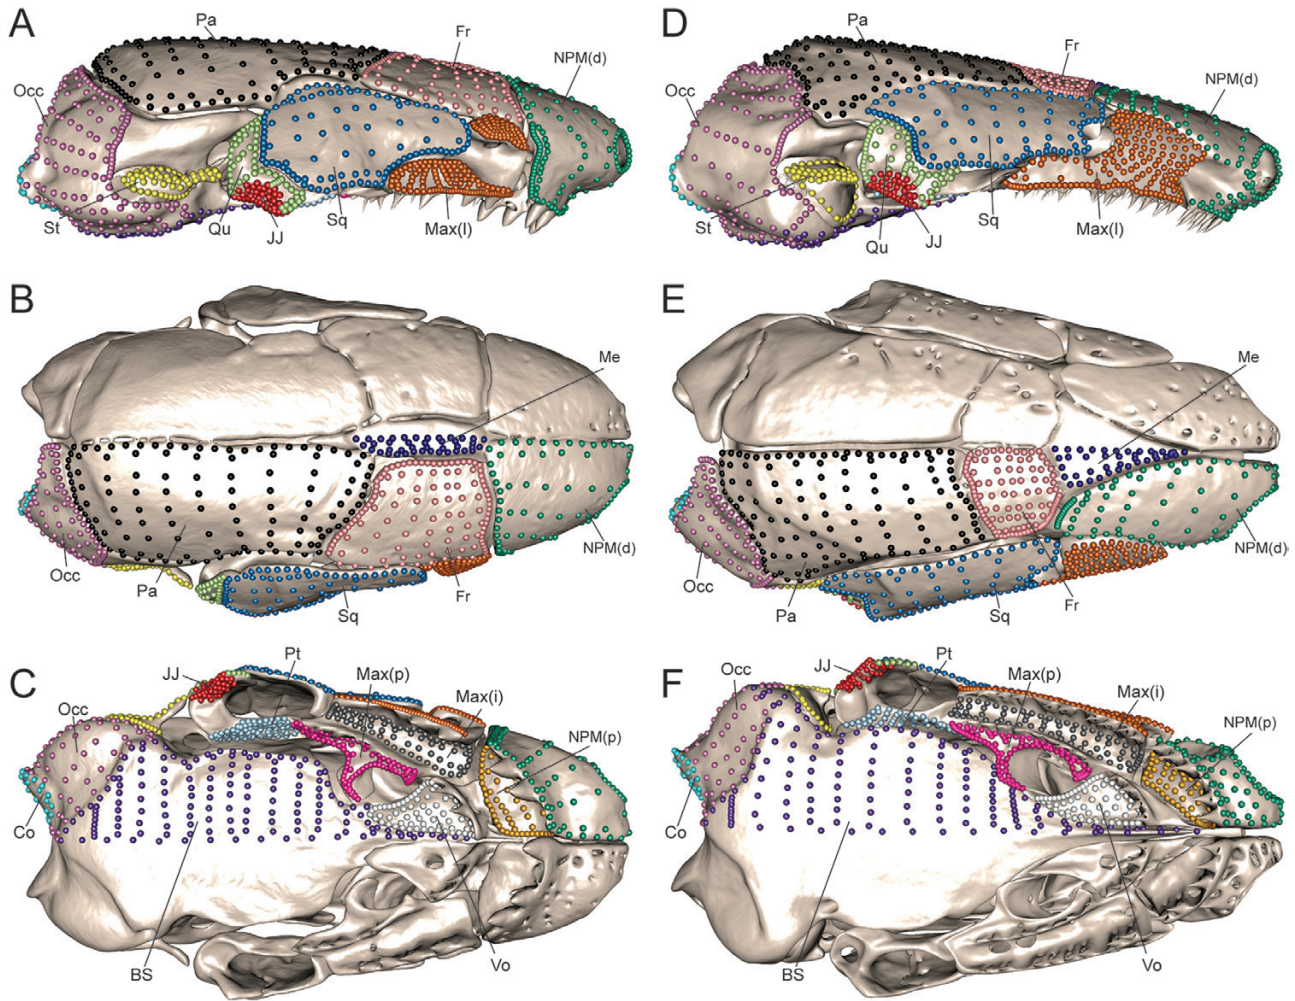 A
Pa
Fr
NPM(d)
Occ
St
Qu
JJ
Sq
Max(l)
D
Pa
Fr
NPM(d)
Occ
St
Qu
JJ
Sq
Max(l)
B
Me
Occ
Pa
Sq
Fr
NPM(d)
E
Me
Occ
Pa
Sq
Fr
NPM(d)
C
JJ
Pt
Max(p)
Max(i)
Occ
NPM(p)
Co
BS
Vo
F
Occ
JJ
Pt
Max(p)
Max(i)
NPM(p)
Co
BS
Vo